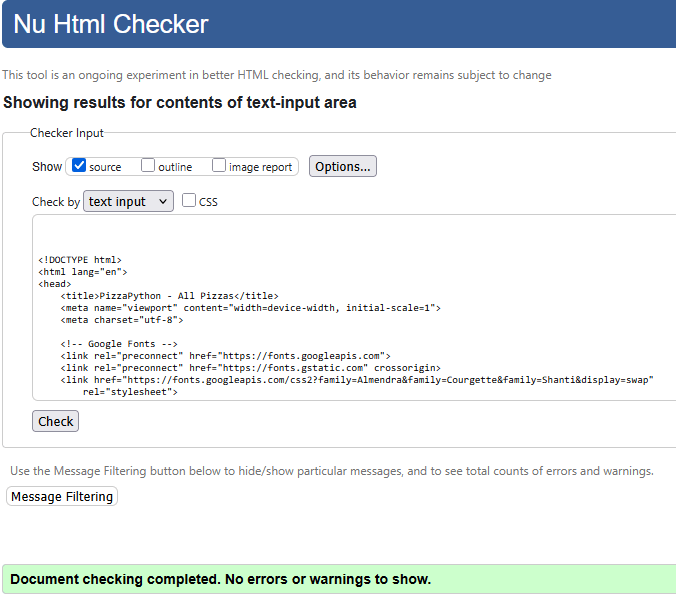 Nu Html Checker
This tool is an ongoing experiment in better HTML checking, and its behavior remains subject to change
Showing results for contents of text-input area
Checker Input
Show source outline image report Options...
Check by text input CSS
<!DOCTYPE html>
<html lang="en">
<head>
    <title>PizzaPython - All Pizzas</title>
    <meta name="viewport" content="width=device-width, initial-scale=1">
    <meta charset="utf-8">
    <!-- Google Fonts -->
    <link rel="preconnect" href="https://fonts.googleapis.com">
    <link rel="preconnect" href="https://fonts.gstatic.com" crossorigin>
    <link href="https://fonts.googleapis.com/css2?family=Almendra&family=Courgette&family=Shanti&display=swap"
        rel="stylesheet">
Check
Use the Message Filtering button below to hide/show particular messages, and to see total counts of errors and warnings.
Message Filtering
Document checking completed. No errors or warnings to show.